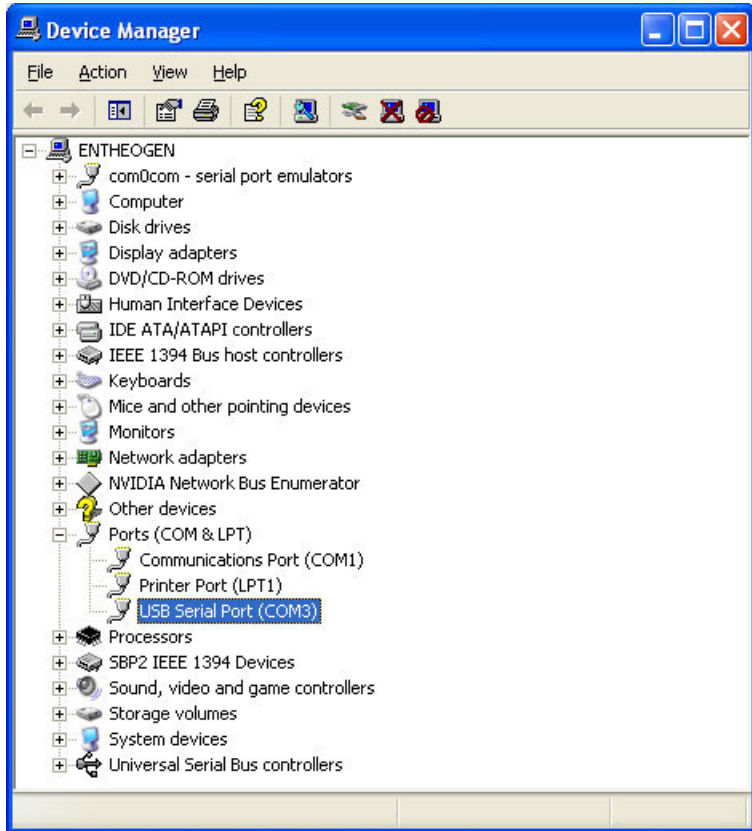 Device Manager
File Action View Help
ENTHEOGEN
com0com - serial port emulators
Computer
Disk drives
Display adapters
DVD/CD-ROM drives
Human Interface Devices
IDE ATA/ATAPI controllers
IEEE 1394 Bus host controllers
Keyboards
Mice and other pointing devices
Monitors
Network adapters
NVIDIA Network Bus Enumerator
Other devices
Ports (COM & LPT)
Communications Port (COM1)
Printer Port (LPT1)
USB Serial Port (COM3)
Processors
SBP2 IEEE 1394 Devices
Sound, video and game controllers
Storage volumes
System devices
Universal Serial Bus controllers